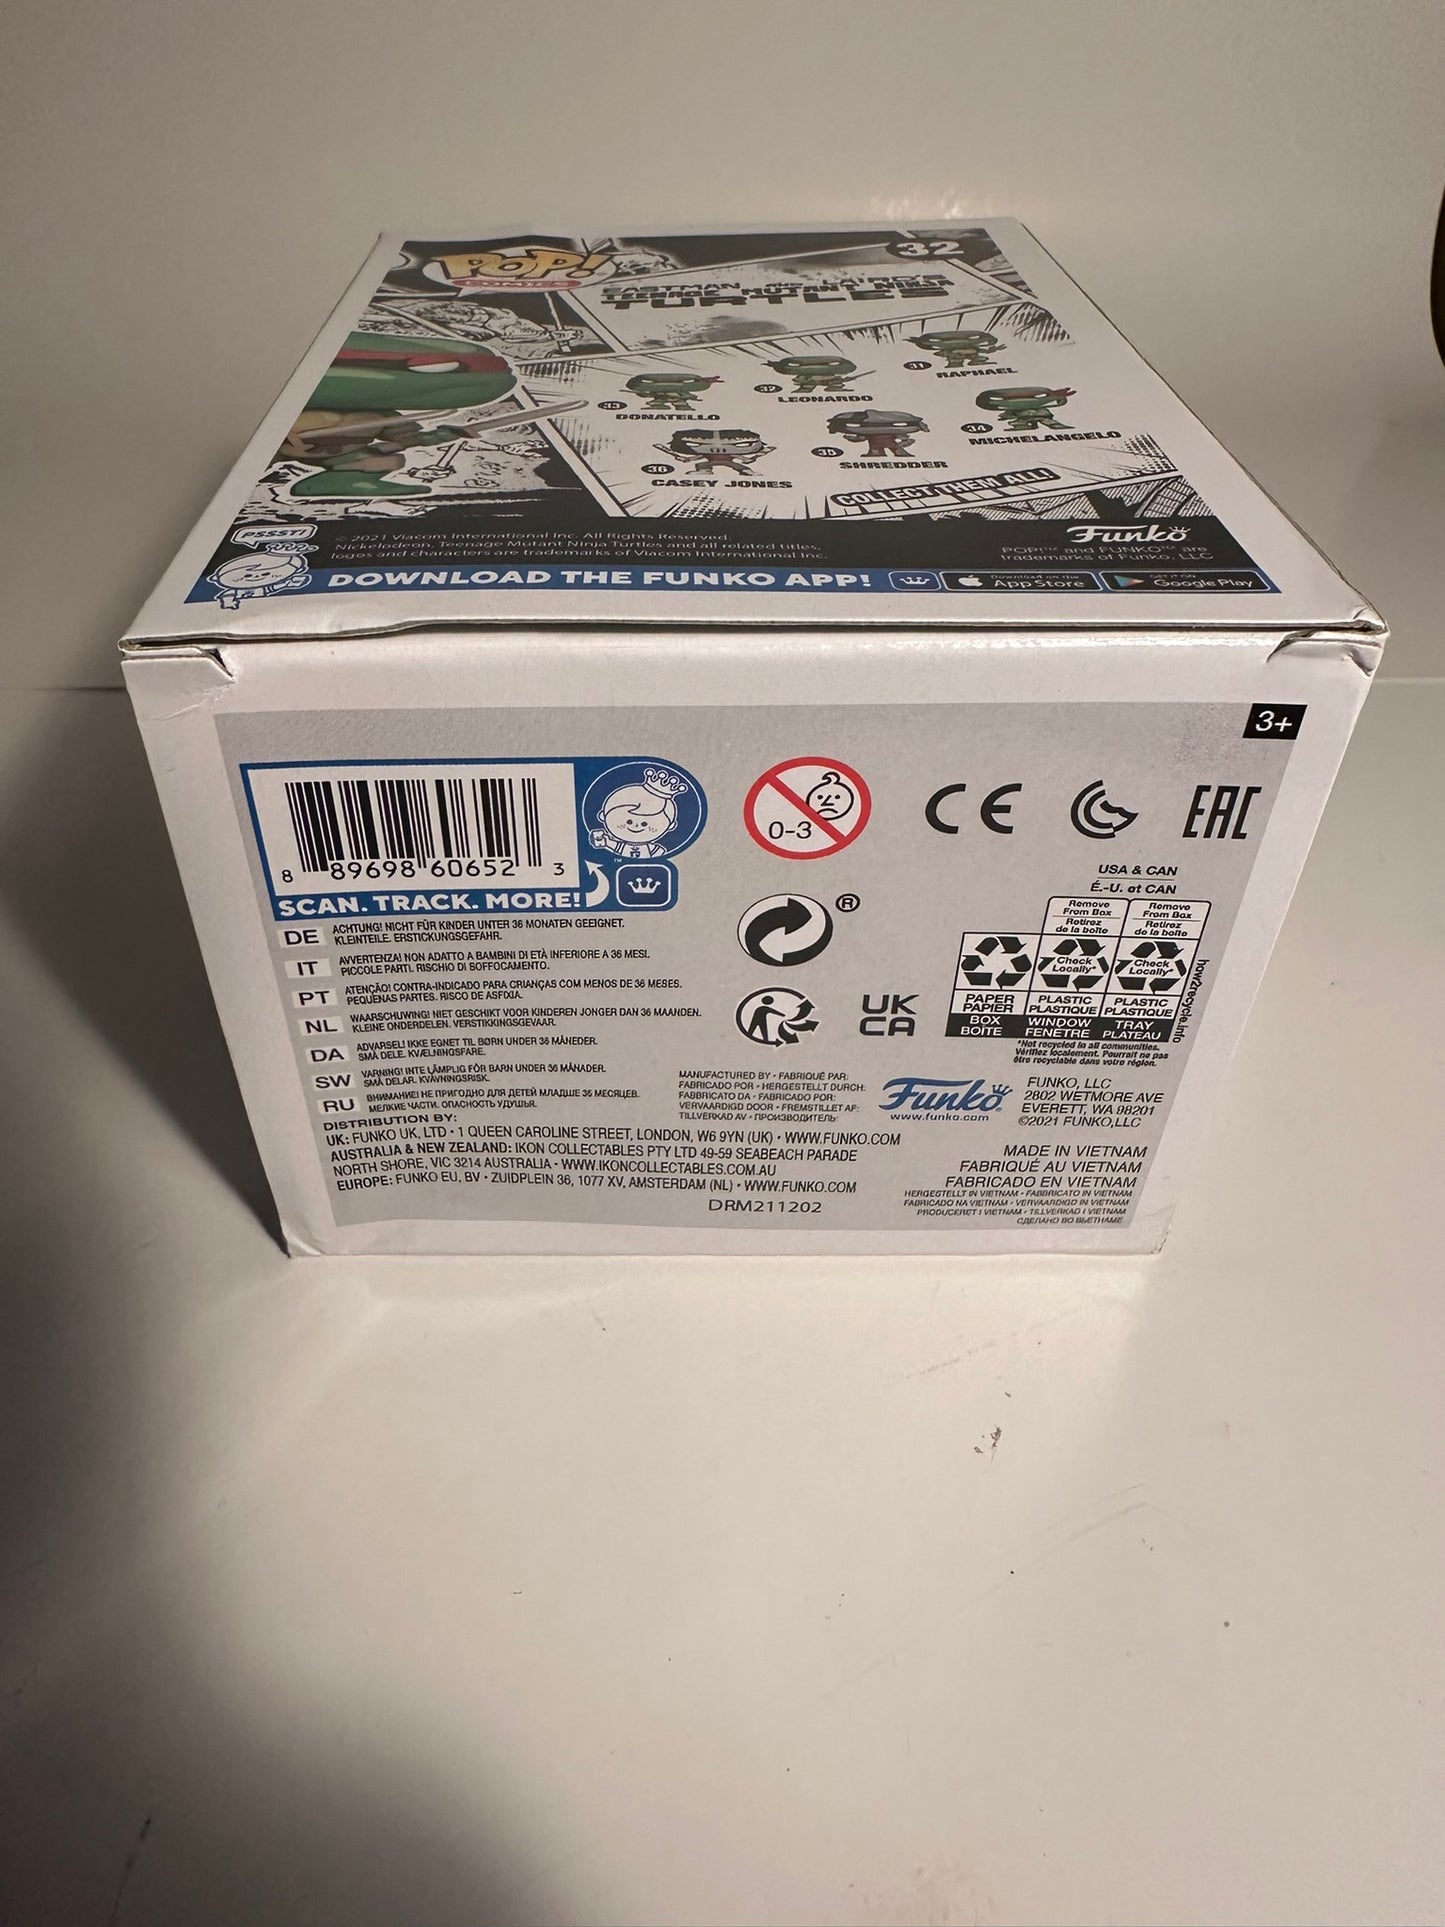 POP!
COMICS
32
EASTMAN AND LAIRD'S
TEENAGE MUTANT NINJA
TURTLES
31
RAPHAEL
32
LEONARDO
33
DONATELLO
34
MICHELANGELO
35
SHREDDER
36
CASEY JONES
COLLECT THEM ALL!
PSSST!
© 2021 Viacom International Inc. All Rights Reserved.
Nickelodeon, Teenage Mutant Ninja Turtles and all related titles,
logos and characters are trademarks of Viacom International Inc.
Funko
POP!™ and FUNKO™ are
trademarks of Funko, LLC
DOWNLOAD THE FUNKO APP!
Download on the
App Store
GET IT ON
Google Play
3+
8 89698 60652 3
SCAN. TRACK. MORE!
™
0-3
CE
EAC
®
UK
CA
USA & CAN
É.-U. et CAN
Remove
From Box
Retirez
de la boîte
Remove
From Box
Retirez
de la boîte
Check
Locally*
Check
Locally*
PAPER
PAPIER
PLASTIC
PLASTIQUE
PLASTIC
PLASTIQUE
BOX
BOÎTE
WINDOW
FENÊTRE
TRAY
PLATEAU
how2recycle.info
*Not recycled in all communities.
Vérifiez localement. Pourrait ne pas
être recyclable dans votre région.
DE ACHTUNG! NICHT FÜR KINDER UNTER 36 MONATEN GEEIGNET.
KLEINTEILE. ERSTICKUNGSGEFAHR.
IT AVVERTENZA! NON ADATTO A BAMBINI DI ETÀ INFERIORE A 36 MESI.
PICCOLE PARTI. RISCHIO DI SOFFOCAMENTO.
PT ATENÇÃO! CONTRA-INDICADO PARA CRIANÇAS COM MENOS DE 36 MESES.
PEQUENAS PARTES. RISCO DE ASFIXIA.
NL WAARSCHUWING! NIET GESCHIKT VOOR KINDEREN JONGER DAN 36 MAANDEN.
KLEINE ONDERDELEN. VERSTIKKINGSGEVAAR.
DA ADVARSEL! IKKE EGNET TIL BØRN UNDER 36 MÅNEDER.
SMÅ DELE. KVÆLNINGSFARE.
SW VARNING! INTE LÄMPLIG FÖR BARN UNDER 36 MÅNADER.
SMÅ DELAR. KVÄVNINGSRISK.
RU ВНИМАНИЕ! НЕ ПРИГОДНО ДЛЯ ДЕТЕЙ МЛАДШЕ 36 МЕСЯЦЕВ.
МЕЛКИЕ ЧАСТИ. ОПАСНОСТЬ УДУШЬЯ.
DISTRIBUTION BY:
UK: FUNKO UK, LTD • 1 QUEEN CAROLINE STREET, LONDON, W6 9YN (UK) • WWW.FUNKO.COM
AUSTRALIA & NEW ZEALAND: IKON COLLECTABLES PTY LTD 49-59 SEABEACH PARADE
NORTH SHORE, VIC 3214 AUSTRALIA • WWW.IKONCOLLECTABLES.COM.AU
EUROPE: FUNKO EU, BV • ZUIDPLEIN 36, 1077 XV, AMSTERDAM (NL) • WWW.FUNKO.COM
DRM211202
MANUFACTURED BY • FABRIQUÉ PAR:
FABRICADO POR • HERGESTELLT DURCH:
FABBRICATO DA • FABRICADO POR:
VERVAARDIGD DOOR • FREMSTILLET AF:
TILLVERKAD AV • ПРОИЗВОДИТЕЛЬ:
Funko
www.funko.com
FUNKO, LLC
2802 WETMORE AVE
EVERETT, WA 98201
©2021 FUNKO,LLC
MADE IN VIETNAM
FABRIQUÉ AU VIETNAM
FABRICADO EN VIETNAM
HERGESTELLT IN VIETNAM • FABBRICATO IN VIETNAM
FABRICADO NA VIETNAM • VERVAARDIGD IN VIETNAM
PRODUCERET I VIETNAM • TILLVERKAD I VIETNAM
СДЕЛАНО ВО ВЬЕТНАМЕ